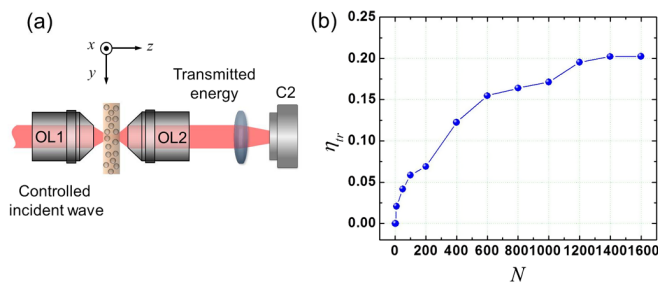 (a)
x
z
y
Transmitted
energy
C2
OL1
OL2
Controlled
incident wave
(b)
0.25
0.20
0.15
0.10
0.05
0.00
η_tr
0 200 400 600 800 1000 1200 1400 1600
N